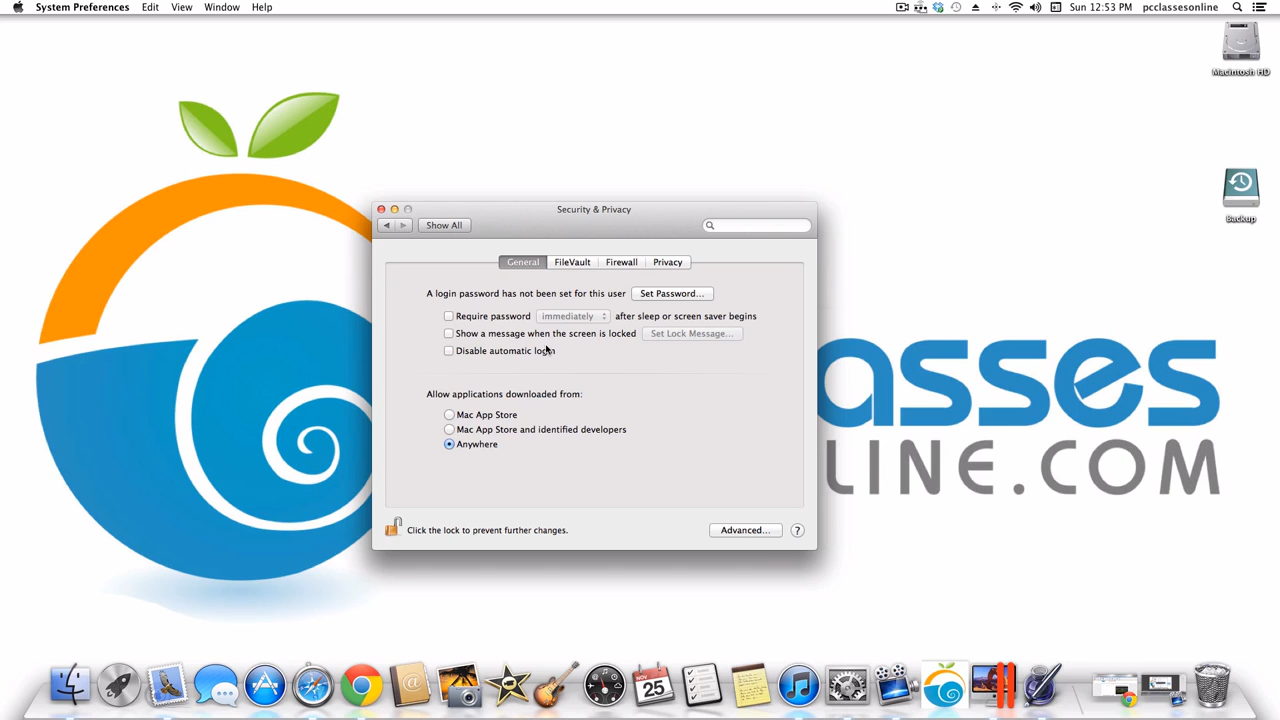 System Preferences Edit View Window Help Sun 12:53 PM pcclassesonline
Macintosh HD
Backup
Security & Privacy
Show All
General FileVault Firewall Privacy
A login password has not been set for this user Set Password...
Require password immediately after sleep or screen saver begins
Show a message when the screen is locked Set Lock Message...
Disable automatic login
Allow applications downloaded from:
Mac App Store
Mac App Store and identified developers
Anywhere
Click the lock to prevent further changes. Advanced... ?
asses
LINE.COM
NOV
25